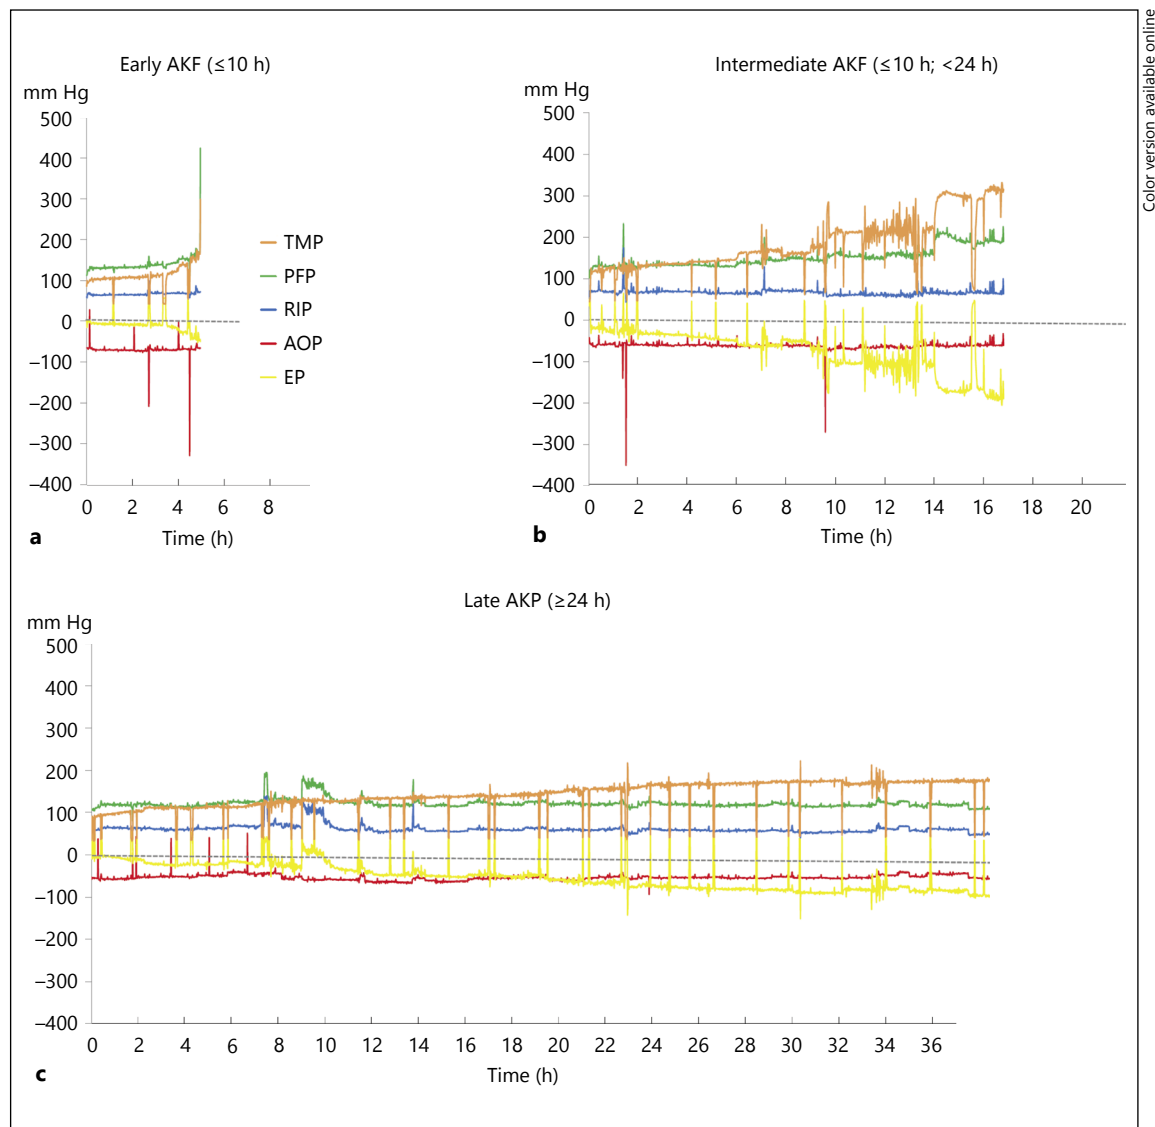 Color version available online
Early AKF (≤10 h)
mm Hg
500
400
300
200
100
0
–100
–200
–300
–400
0 2 4 6 8
Time (h)
a
TMP
PFP
RIP
AOP
EP
Intermediate AKF (≤10 h; <24 h)
mm Hg
500
400
300
200
100
0
–100
–200
–300
–400
0 2 4 6 8 10 12 14 16 18 20
Time (h)
b
Late AKP (≥24 h)
mm Hg
500
400
300
200
100
0
–100
–200
–300
–400
0 2 4 6 8 10 12 14 16 18 20 22 24 26 28 30 32 34 36
Time (h)
c